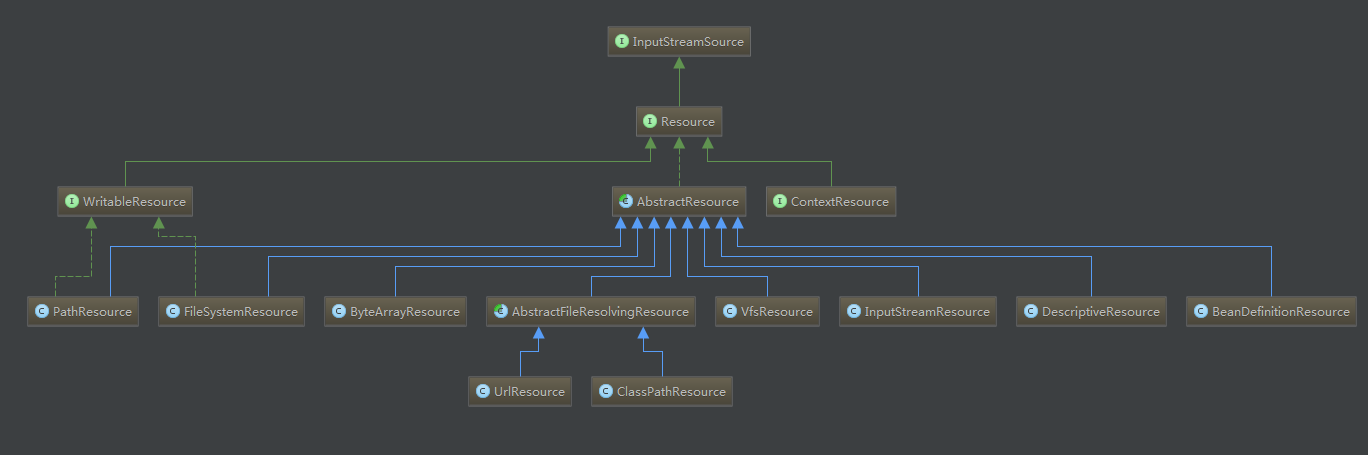 InputStreamSource
Resource
WritableResource
AbstractResource
ContextResource
PathResource
FileSystemResource
ByteArrayResource
AbstractFileResolvingResource
VfsResource
InputStreamResource
DescriptiveResource
BeanDefinitionResource
UrlResource
ClassPathResource